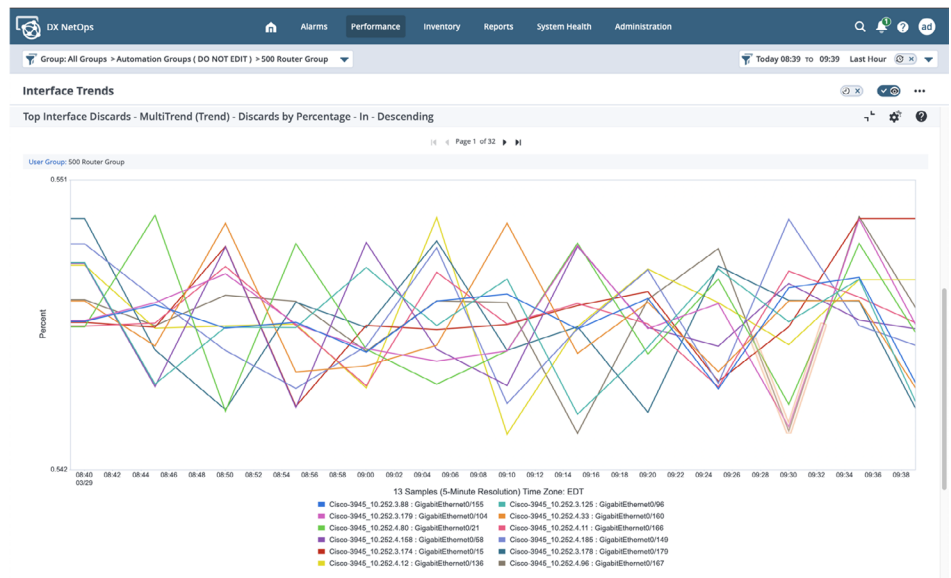 DX NetOps
Alarms Performance Inventory Reports System Health Administration
1
ad
Group: All Groups > Automation Groups ( DO NOT EDIT ) > 500 Router Group
Today 08:39 TO 09:39 Last Hour
Interface Trends
Top Interface Discards - MultiTrend (Trend) - Discards by Percentage - In - Descending
Page 1 of 32
User Group: 500 Router Group
0.551
Percent
0.542
08:40 08:42 08:44 08:46 08:48 08:50 08:52 08:54 08:56 08:58 09:00 09:02 09:04 09:06 09:08 09:10 09:12 09:14 09:16 09:18 09:20 09:22 09:24 09:26 09:28 09:30 09:32 09:34 09:36 09:38
03/29
13 Samples (5-Minute Resolution) Time Zone: EDT
Cisco-3945_10.252.3.88 : GigabitEthernet0/155 Cisco-3945_10.252.3.125 : GigabitEthernet0/96
Cisco-3945_10.252.3.179 : GigabitEthernet0/104 Cisco-3945_10.252.4.33 : GigabitEthernet0/160
Cisco-3945_10.252.4.80 : GigabitEthernet0/21 Cisco-3945_10.252.4.11 : GigabitEthernet0/166
Cisco-3945_10.252.4.158 : GigabitEthernet0/58 Cisco-3945_10.252.4.185 : GigabitEthernet0/149
Cisco-3945_10.252.3.174 : GigabitEthernet0/15 Cisco-3945_10.252.3.178 : GigabitEthernet0/179
Cisco-3945_10.252.4.12 : GigabitEthernet0/136 Cisco-3945_10.252.4.96 : GigabitEthernet0/167